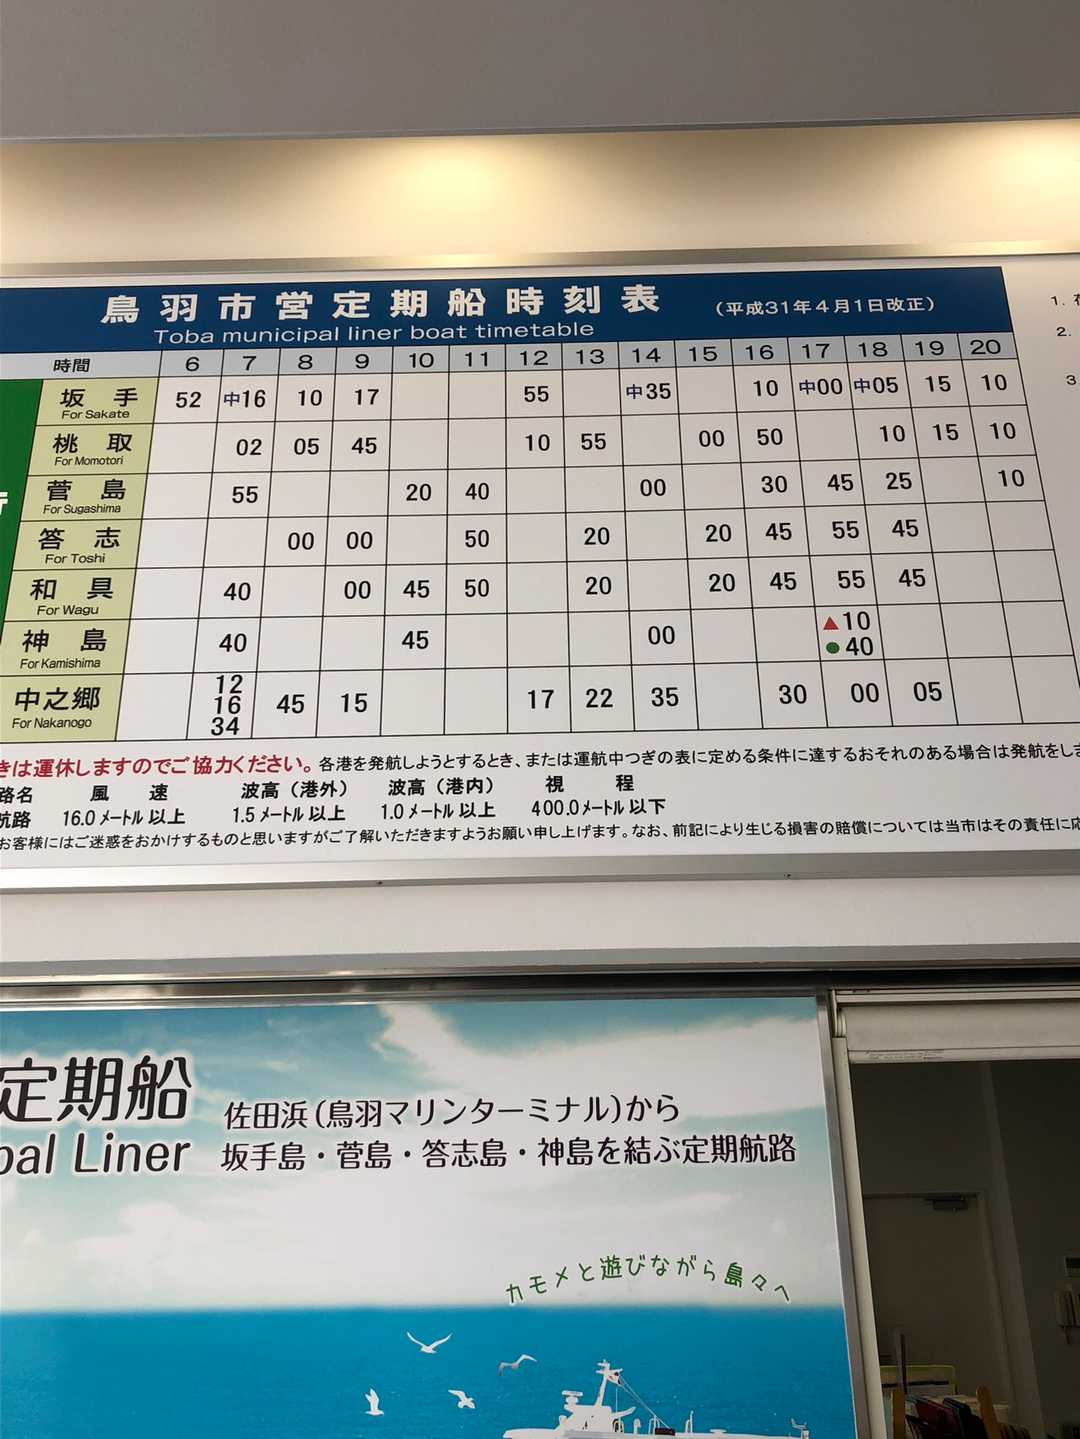 鳥羽市営定期船時刻表 (平成31年4月1日改正)
Toba municipal liner boat timetable
時間 6 7 8 9 10 11 12 13 14 15 16 17 18 19 20
坂手 52 中16 10 17 55 中35 10 中00 中05 15 10
For Sakate
桃取 02 05 45 10 55 00 50 10 15 10
For Momotori
菅島 55 20 40 00 30 45 25 10
For Sugashima
答志 00 00 50 20 20 45 55 45
For Toshi
和具 40 00 45 50 20 20 45 55 45
For Wagu
神島 40 45 00 ▲10
●40
For Kamishima
中之郷 12 16 34 45 15 17 22 35 30 00 05
For Nakanogo
1.
2.
3.
きは運休しますのでご協力ください。各港を発航しようとするとき、または運航中つぎの表に定める条件に達するおそれのある場合は発航をしま
路名 風速 波高(港外) 波高(港内) 視程
航路 16.0メートル以上 1.5メートル以上 1.0メートル以上 400.0メートル以下
お客様にはご迷惑をおかけするものと思いますがご了解いただきますようお願い申し上げます。なお、前記により生じる損害の賠償については当市はその責任に応
定期船
pal Liner
佐田浜(鳥羽マリンターミナル)から
坂手島・菅島・答志島・神島を結ぶ定期航路
カモメと遊びながら島々へ